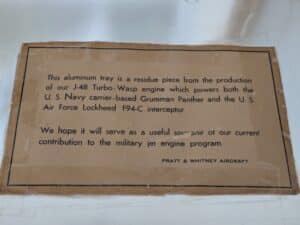 This aluminum tray is a residue piece from the production
of our J-48 Turbo-Wasp engine which powers both the
U. S. Navy carrier-based Grumman Panther and the U. S.
Air Force Lockheed F94-C interceptor.
We hope it will serve as a useful of our current
contribution to the military jet engine program.
PRATT & WHITNEY AIRCRAFT